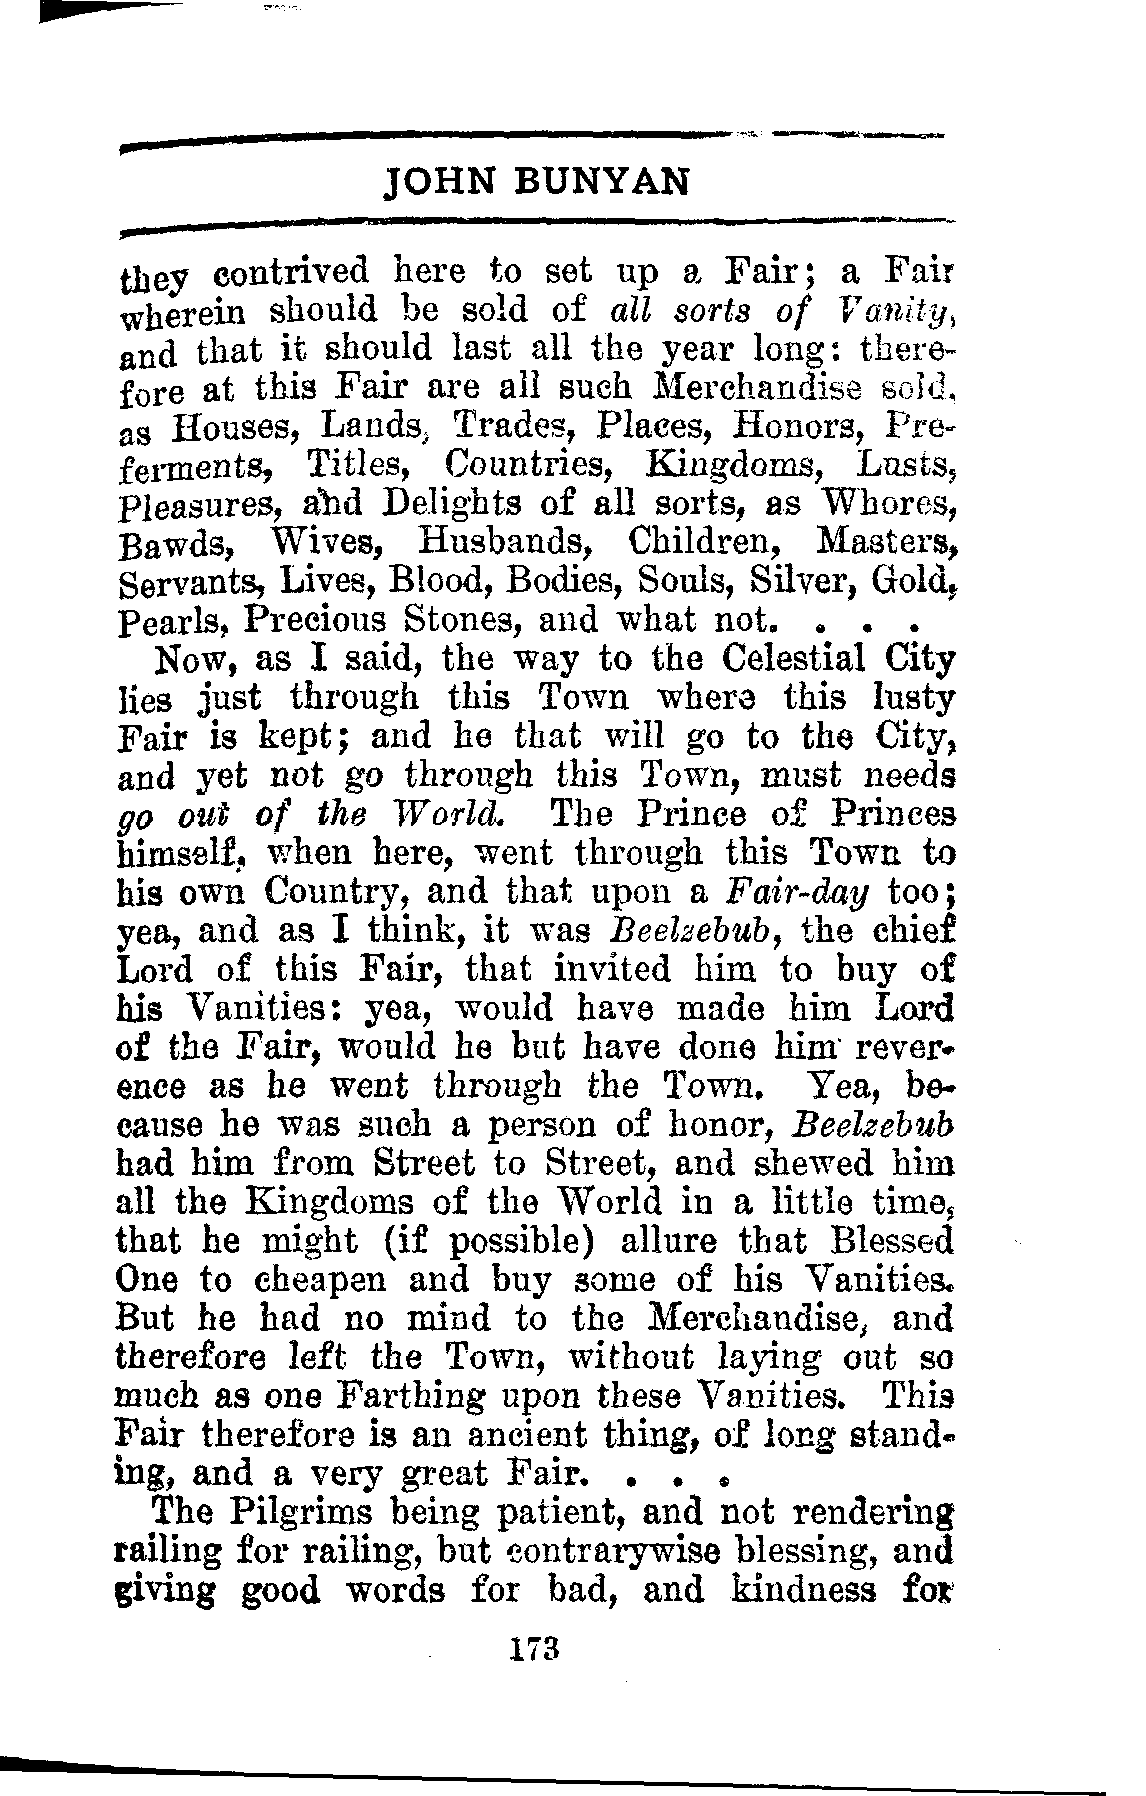 JOHN BUNYAN
they contrived here to set up a Fair; a Fair
wherein should be sold of all sorts of Vanity,
and that it should last all the year long: there-
fore at this Fair are all such Merchandise sold,
as Houses, Lands, Trades, Places, Honors, Pre-
ferments, Titles, Countries, Kingdoms, Lusts,
Pleasures, and Delights of all sorts, as Whores,
Bawds, Wives, Husbands, Children, Masters,
Servants, Lives, Blood, Bodies, Souls, Silver, Gold,
Pearls, Precious Stones, and what not. . . .
Now, as I said, the way to the Celestial City
lies just through this Town where this lusty
Fair is kept; and he that will go to the City,
and yet not go through this Town, must needs
go out of the World. The Prince of Princes
himself, when here, went through this Town to
his own Country, and that upon a Fair-day too;
yea, and as I think, it was Beelzebub, the chief
Lord of this Fair, that invited him to buy of
his Vanities: yea, would have made him Lord
of the Fair, would he but have done him rever-
ence as he went through the Town. Yea, be-
cause he was such a person of honor, Beelzebub
had him from Street to Street, and shewed him
all the Kingdoms of the World in a little time,
that he might (if possible) allure that Blessed
One to cheapen and buy some of his Vanities.
But he had no mind to the Merchandise, and
therefore left the Town, without laying out so
much as one Farthing upon these Vanities. This
Fair therefore is an ancient thing, of long stand-
ing, and a very great Fair. . . .
The Pilgrims being patient, and not rendering
railing for railing, but contrarywise blessing, and
giving good words for bad, and kindness for
173